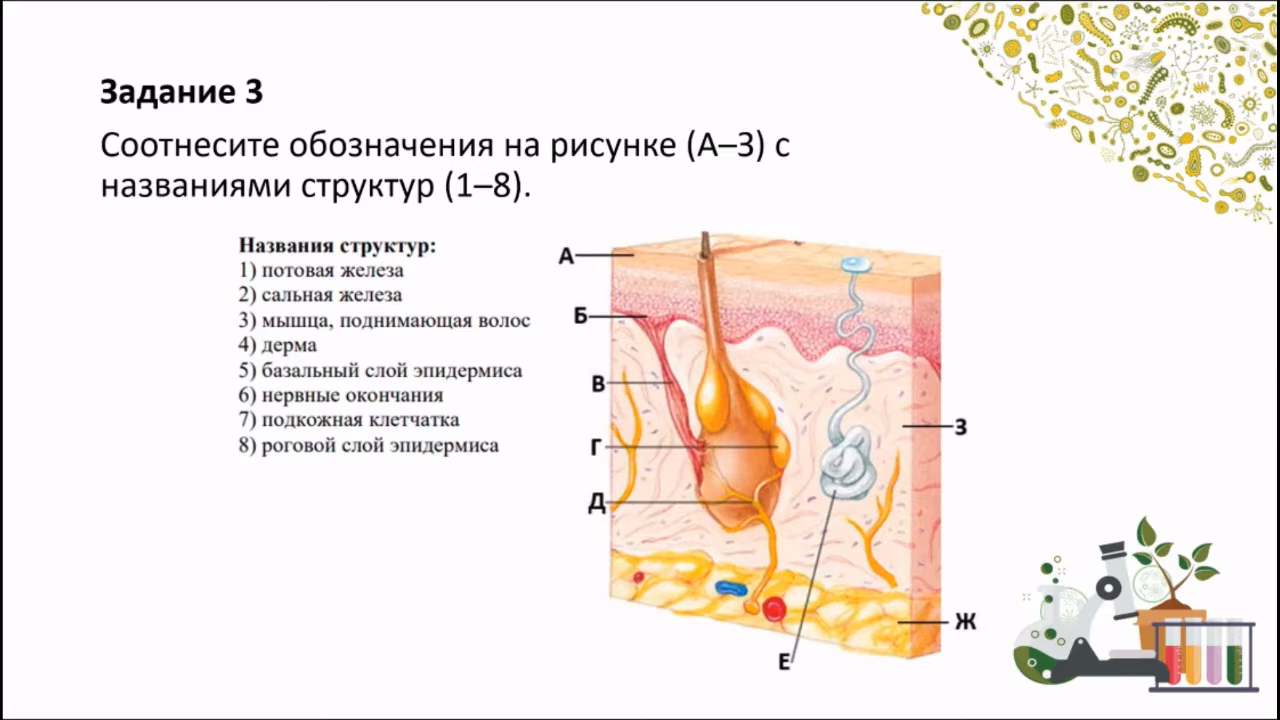 Задание 3
Соотнесите обозначения на рисунке (А–З) с
названиями структур (1–8).
Названия структур:
1) потовая железа
2) сальная железа
3) мышца, поднимающая волос
4) дерма
5) базальный слой эпидермиса
6) нервные окончания
7) подкожная клетчатка
8) роговой слой эпидермиса
А
Б
В
Г
Д
Е
Ж
З